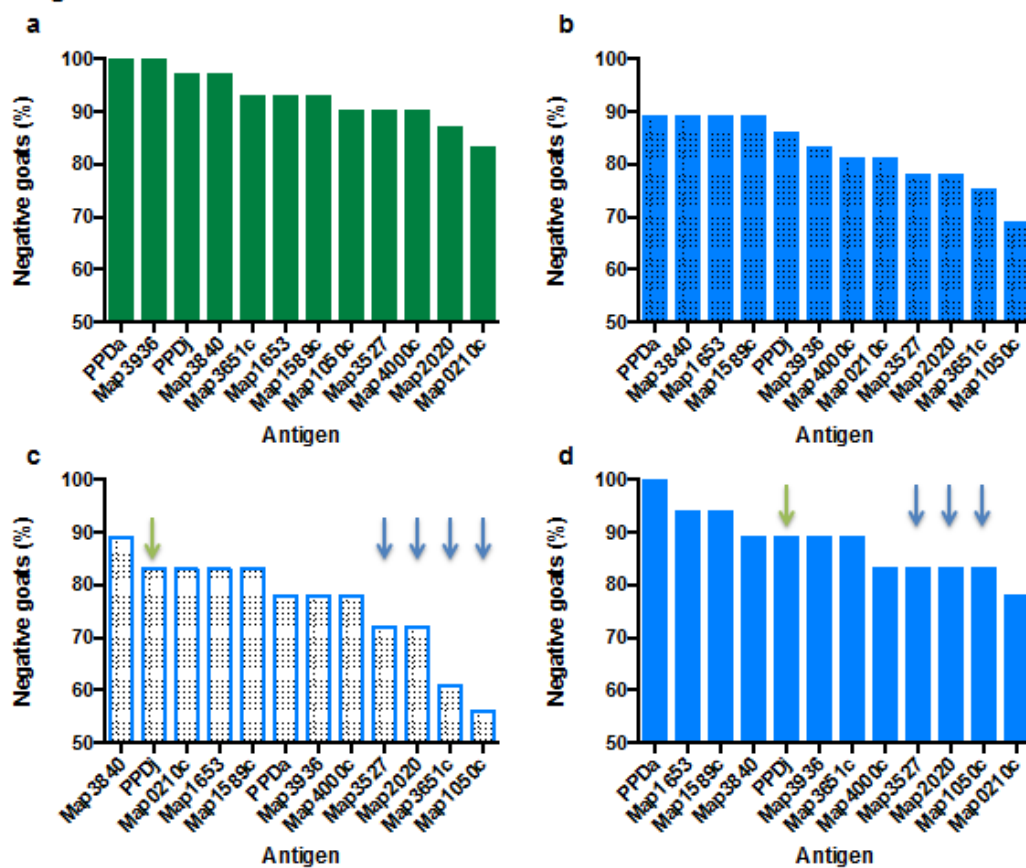 a
Negative goats (%)
100
90
80
70
60
50
PPDa
Map3936
PPDj
Map3840
Map3651c
Map1653
Map1589c
Map1050c
Map3527
Map4000c
Map2020
Map0210c
Antigen
b
Negative goats (%)
100
90
80
70
60
50
PPDa
Map3840
Map1653
Map1589c
PPDj
Map3936
Map4000c
Map0210c
Map3527
Map2020
Map3651c
Map1050c
Antigen
c
Negative goats (%)
100
90
80
70
60
50
Map3840
PPDj
Map0210c
Map1653
Map1589c
PPDa
Map3936
Map4000c
Map3527
Map2020
Map3651c
Map1050c
Antigen
d
Negative goats (%)
100
90
80
70
60
50
PPDa
Map1653
Map1589c
Map3840
PPDj
Map3936
Map3651c
Map4000c
Map3527
Map2020
Map1050c
Map0210c
Antigen